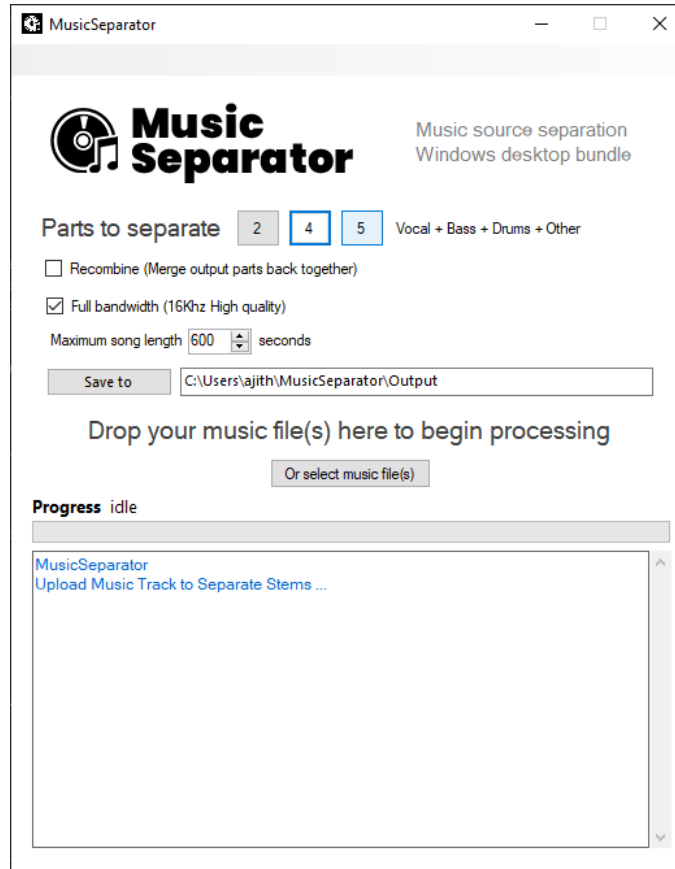 MusicSeparator
Music
Separator
Music source separation
Windows desktop bundle
Parts to separate 2 4 5 Vocal + Bass + Drums + Other
Recombine (Merge output parts back together)
Full bandwidth (16Khz High quality)
Maximum song length 600 seconds
Save to C:\Users\ajith\MusicSeparator\Output
Drop your music file(s) here to begin processing
Or select music file(s)
Progress idle
MusicSeparator
Upload Music Track to Separate Stems ...